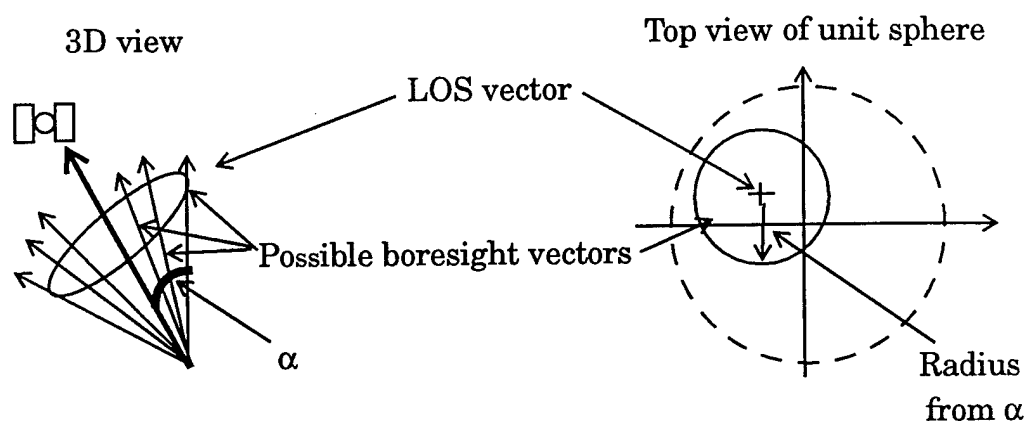 3D view
Top view of unit sphere
LOS vector
Possible boresight vectors
α
Radius
from α